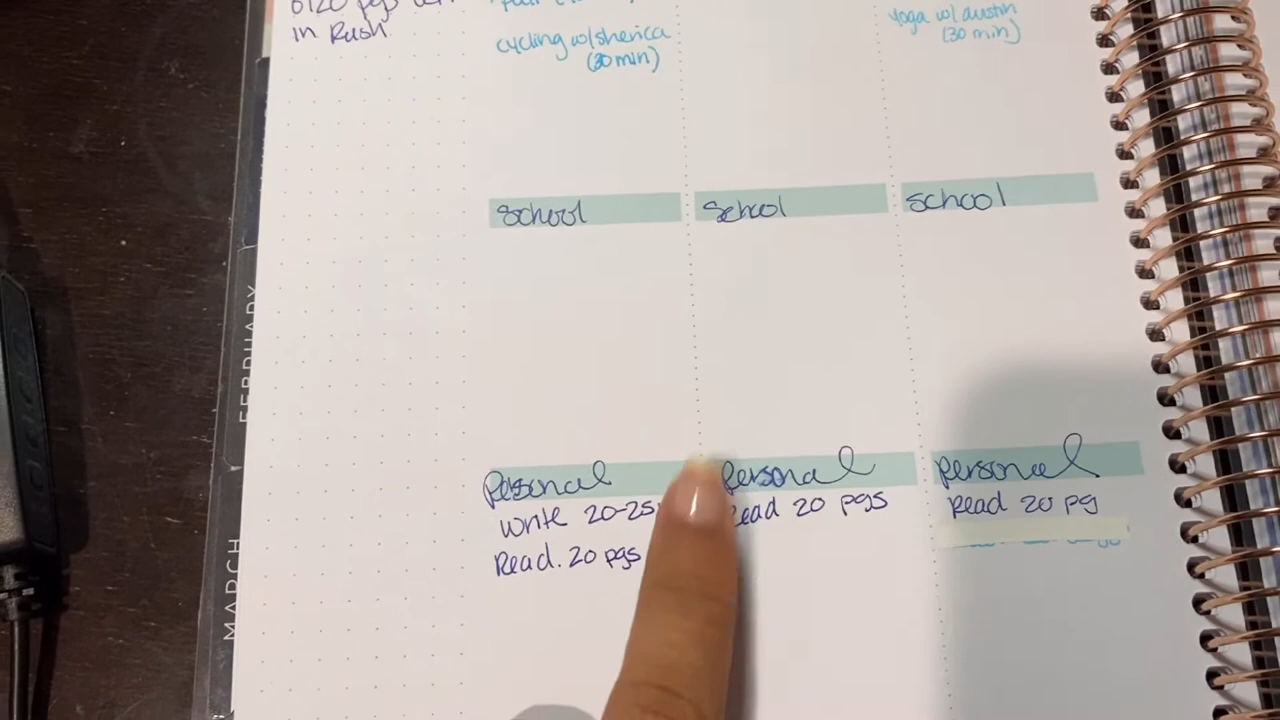 pgs
in Rush
cycling w/sherica
(30 min)
yoga w/ austin
(30 min)
School
School
School
FEBRUARY
MARCH
Personal
Write 20-25
Read. 20 pgs
Personal
Read 20 pgs
Personal
Read 20 pg